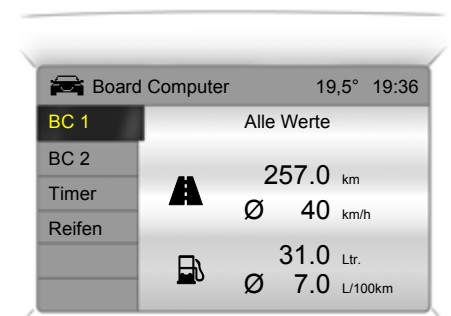 Board Computer 19,5° 19:36
BC 1
BC 2
Timer
Reifen
Alle Werte
257.0 km
Ø 40 km/h
31.0 Ltr.
Ø 7.0 L/100km